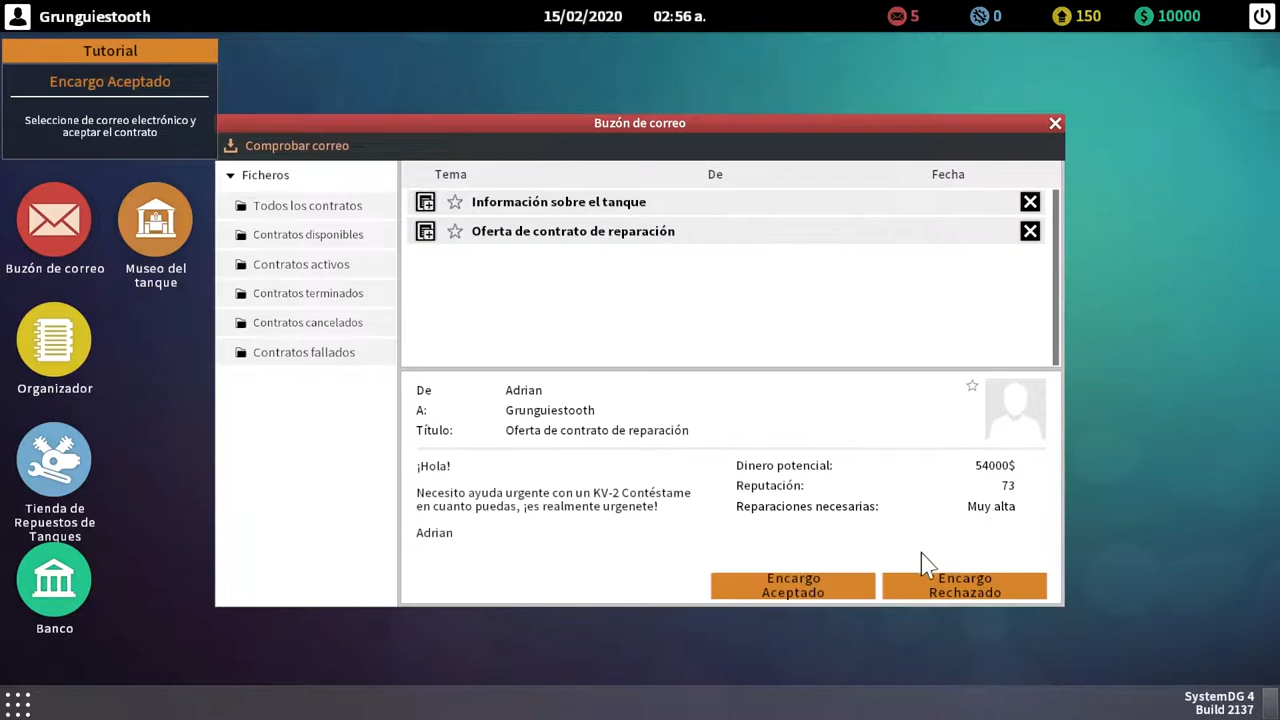 Grunguiestooth
15/02/2020
02:56 a.
5
0
150
10000
Tutorial
Encargo Aceptado
Seleccione de correo electrónico y
aceptar el contrato
Buzón de correo
Museo del
tanque
Organizador
Tienda de
Repuestos de
Tanques
Banco
Buzón de correo
Comprobar correo
Ficheros
Todos los contratos
Contratos disponibles
Contratos activos
Contratos terminados
Contratos cancelados
Contratos fallados
Tema
De
Fecha
Información sobre el tanque
Oferta de contrato de reparación
De Adrian
A: Grunguiestooth
Título: Oferta de contrato de reparación
¡Hola!
Necesito ayuda urgente con un KV-2 Contéstame
en cuanto puedas, ¡es realmente urgenete!
Adrian
Dinero potencial: 54000$
Reputación: 73
Reparaciones necesarias: Muy alta
Encargo
Aceptado
Encargo
Rechazado
SystemDG 4
Build 2137